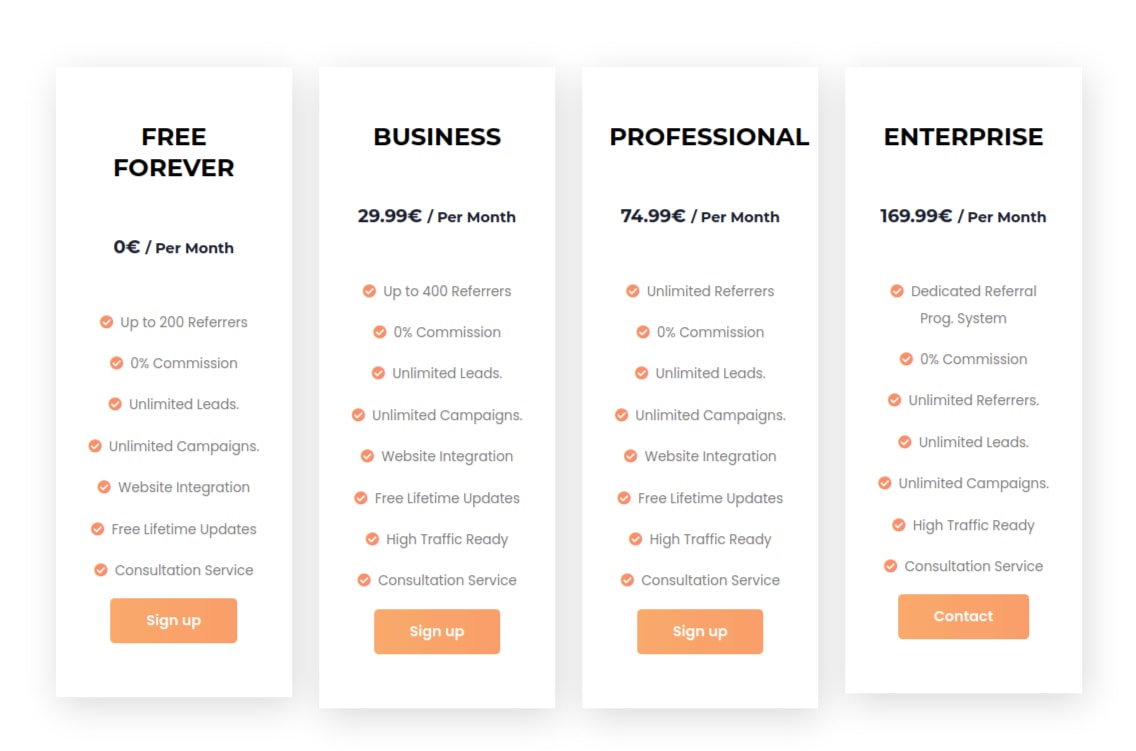 FREE
FOREVER
0€ / Per Month
Up to 200 Referrers
0% Commission
Unlimited Leads.
Unlimited Campaigns.
Website Integration
Free Lifetime Updates
Consultation Service
Sign up
BUSINESS
29.99€ / Per Month
Up to 400 Referrers
0% Commission
Unlimited Leads.
Unlimited Campaigns.
Website Integration
Free Lifetime Updates
High Traffic Ready
Consultation Service
Sign up
PROFESSIONAL
74.99€ / Per Month
Unlimited Referrers
0% Commission
Unlimited Leads.
Unlimited Campaigns.
Website Integration
Free Lifetime Updates
High Traffic Ready
Consultation Service
Sign up
ENTERPRISE
169.99€ / Per Month
Dedicated Referral
Prog. System
0% Commission
Unlimited Referrers.
Unlimited Leads.
Unlimited Campaigns.
High Traffic Ready
Consultation Service
Contact